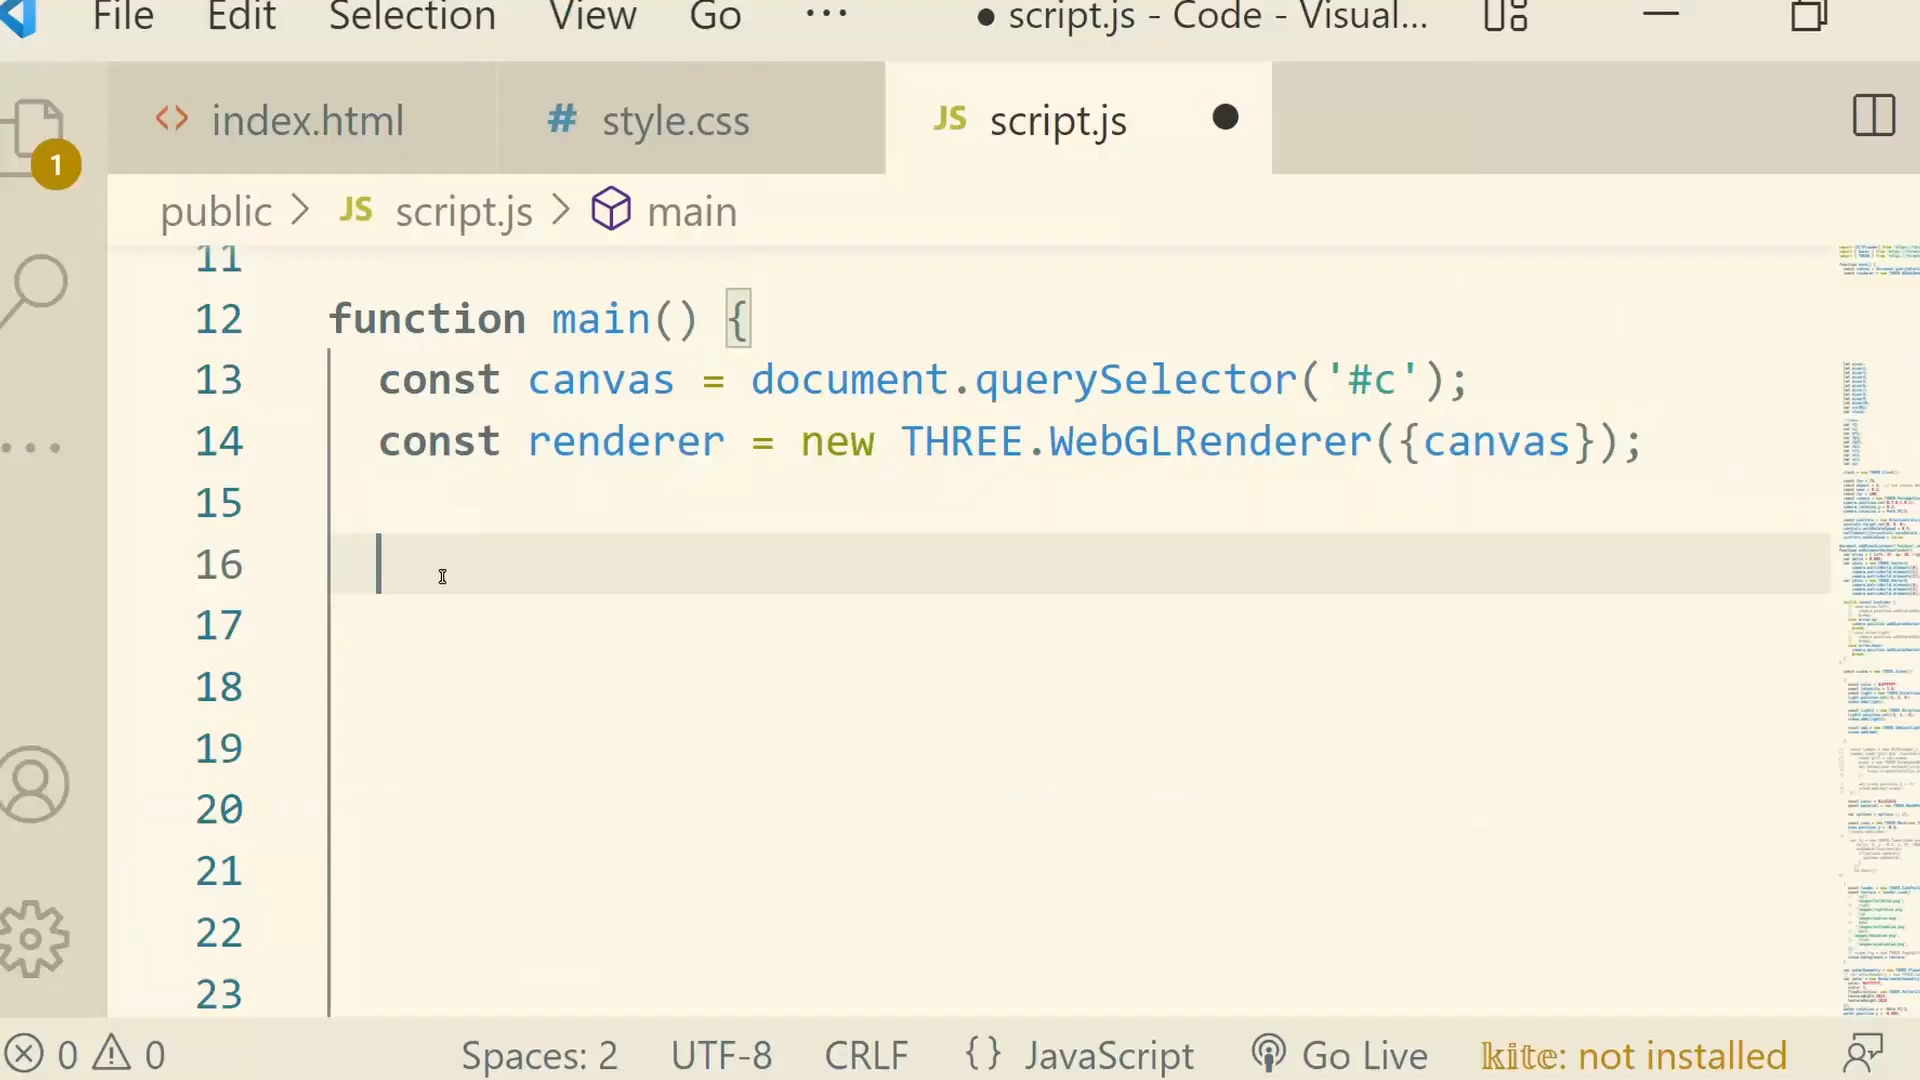 File Edit Selection View Go ··· ● script.js - Code - Visual...
index.html # style.css JS script.js ●
1
public > JS script.js > main
11
12 function main() {
13 const canvas = document.querySelector('#c');
14 const renderer = new THREE.WebGLRenderer({canvas});
15
16
17
18
19
20
21
22
23
0 0 Spaces: 2 UTF-8 CRLF {} JavaScript Go Live kite: not installed